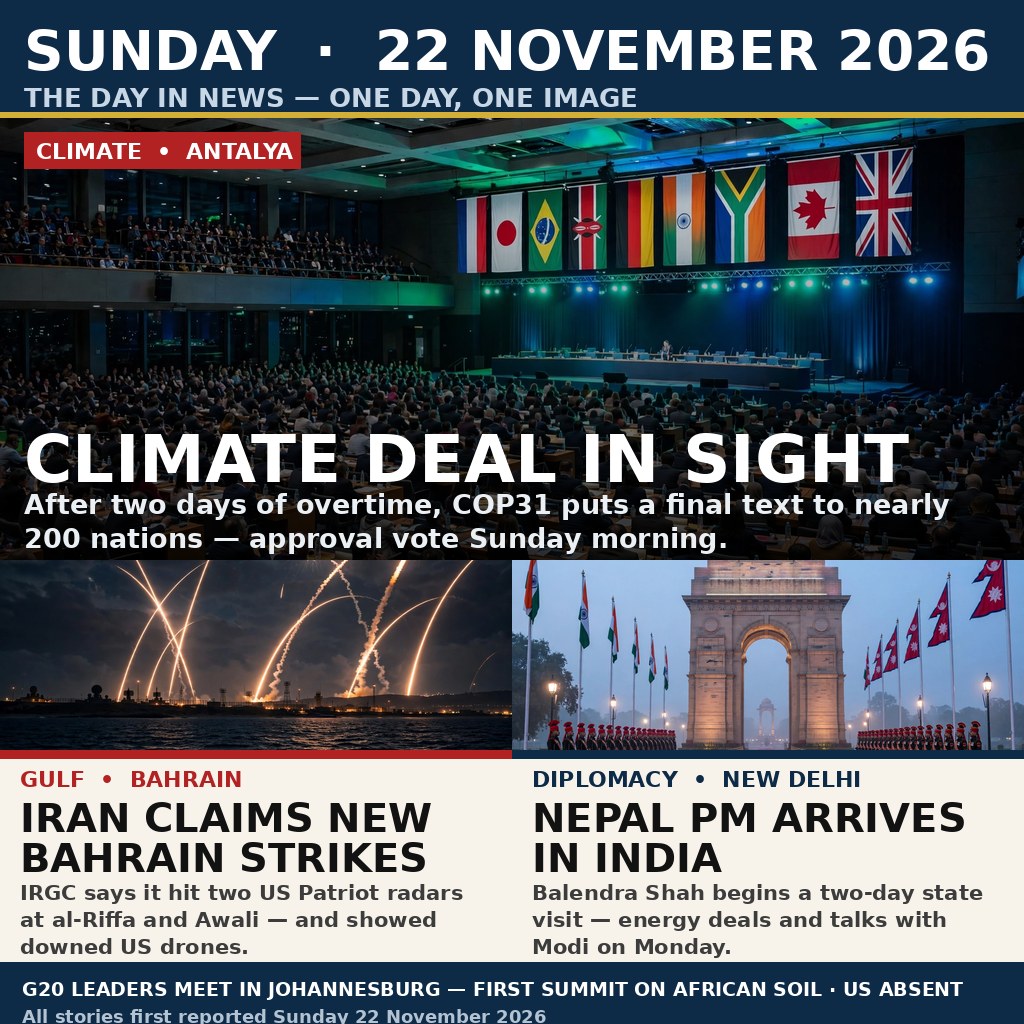 SUNDAY · 22 NOVEMBER 2026
THE DAY IN NEWS — ONE DAY, ONE IMAGE
CLIMATE • ANTALYA
CLIMATE DEAL IN SIGHT
After two days of overtime, COP31 puts a final text to nearly
200 nations — approval vote Sunday morning.
GULF • BAHRAIN
IRAN CLAIMS NEW
BAHRAIN STRIKES
IRGC says it hit two US Patriot radars
at al-Riffa and Awali — and showed
downed US drones.
DIPLOMACY • NEW DELHI
NEPAL PM ARRIVES
IN INDIA
Balendra Shah begins a two-day state
visit — energy deals and talks with
Modi on Monday.
G20 LEADERS MEET IN JOHANNESBURG — FIRST SUMMIT ON AFRICAN SOIL · US ABSENT
All stories first reported Sunday 22 November 2026